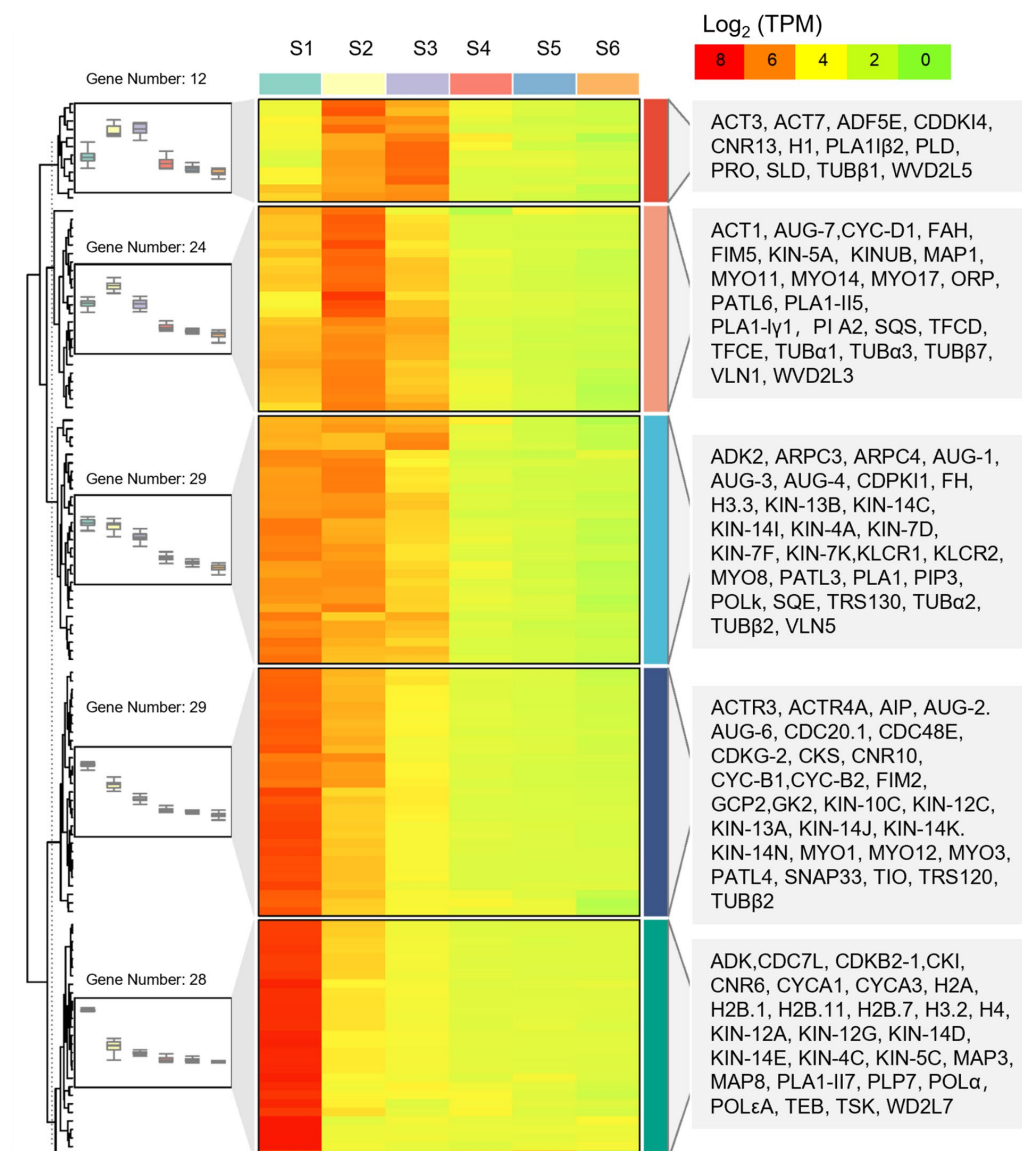 Log₂ (TPM)
S1 S2 S3 S4 S5 S6
8 6 4 2 0
Gene Number: 12
ACT3, ACT7, ADF5E, CDDKI4,
CNR13, H1, PLA1Iβ2, PLD,
PRO, SLD, TUBβ1, WVD2L5
Gene Number: 24
ACT1, AUG-7,CYC-D1, FAH,
FIM5, KIN-5A, KINUB, MAP1,
MYO11, MYO14, MYO17, ORP,
PATL6, PLA1-II5,
PLA1-Iγ1, PI A2, SQS, TFCD,
TFCE, TUBα1, TUBα3, TUBβ7,
VLN1, WVD2L3
Gene Number: 29
ADK2, ARPC3, ARPC4, AUG-1,
AUG-3, AUG-4, CDPKI1, FH,
H3.3, KIN-13B, KIN-14C,
KIN-14I, KIN-4A, KIN-7D,
KIN-7F, KIN-7K,KLCR1, KLCR2,
MYO8, PATL3, PLA1, PIP3,
POLk, SQE, TRS130, TUBα2,
TUBβ2, VLN5
Gene Number: 29
ACTR3, ACTR4A, AIP, AUG-2.
AUG-6, CDC20.1, CDC48E,
CDKG-2, CKS, CNR10,
CYC-B1,CYC-B2, FIM2,
GCP2,GK2, KIN-10C, KIN-12C,
KIN-13A, KIN-14J, KIN-14K.
KIN-14N, MYO1, MYO12, MYO3,
PATL4, SNAP33, TIO, TRS120,
TUBβ2
Gene Number: 28
ADK,CDC7L, CDKB2-1,CKI,
CNR6, CYCA1, CYCA3, H2A,
H2B.1, H2B.11, H2B.7, H3.2, H4,
KIN-12A, KIN-12G, KIN-14D,
KIN-14E, KIN-4C, KIN-5C, MAP3,
MAP8, PLA1-II7, PLP7, POLα,
POLεA, TEB, TSK, WD2L7